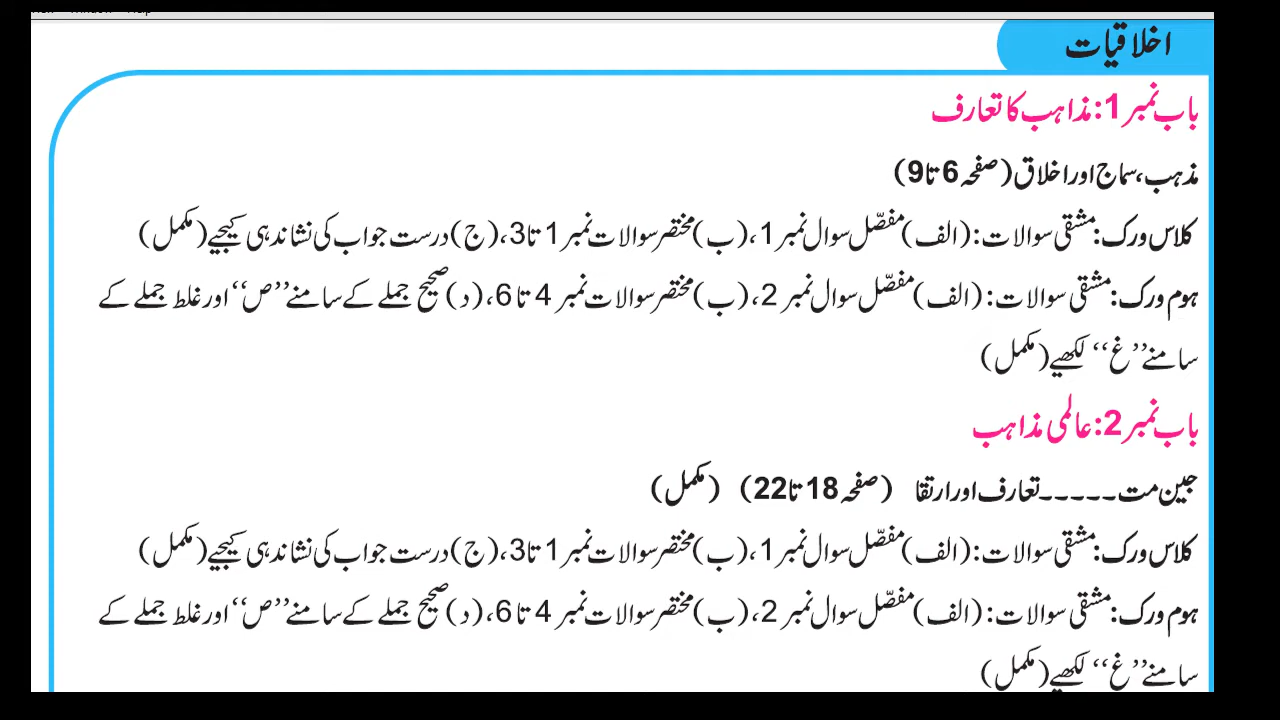 اخلاقیات
باب نمبر 1: مذاہب کا تعارف
مذہب، سماج اور اخلاق (صفحہ 6 تا 9)
کلاس ورک: مشقی سوالات: (الف) مفصّل سوال نمبر 1، (ب) مختصر سوالات نمبر 1 تا 3، (ج) درست جواب کی نشاندہی کیجیے (مکمل)
ہوم ورک: مشقی سوالات: (الف) مفصّل سوال نمبر 2، (ب) مختصر سوالات نمبر 4 تا 6، (د) صحیح جملے کے سامنے ’’ص‘‘ اور غلط جملے کے
سامنے ’’غ‘‘ لکھیے (مکمل)
باب نمبر 2: عالمی مذاہب
جین مت ۔۔۔۔۔ تعارف اور ارتقا (صفحہ 18 تا 22) (مکمل)
کلاس ورک: مشقی سوالات: (الف) مفصّل سوال نمبر 1، (ب) مختصر سوالات نمبر 1 تا 3، (ج) درست جواب کی نشاندہی کیجیے (مکمل)
ہوم ورک: مشقی سوالات: (الف) مفصّل سوال نمبر 2، (ب) مختصر سوالات نمبر 4 تا 6، (د) صحیح جملے کے سامنے ’’ص‘‘ اور غلط جملے کے
سامنے ’’غ‘‘ لکھیے (مکمل)